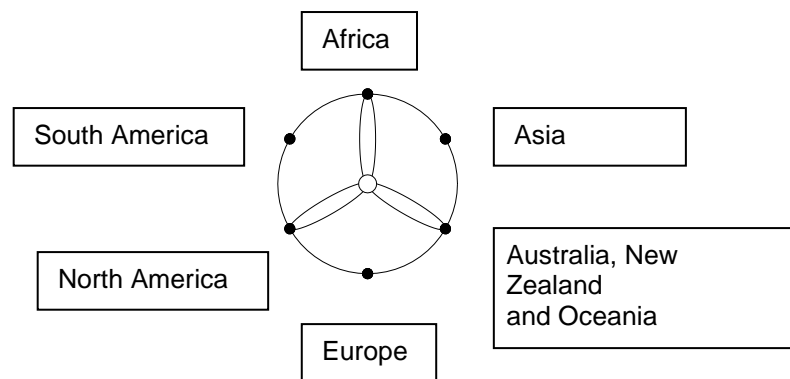 Africa
South America
Asia
North America
Australia, New
Zealand
and Oceania
Europe